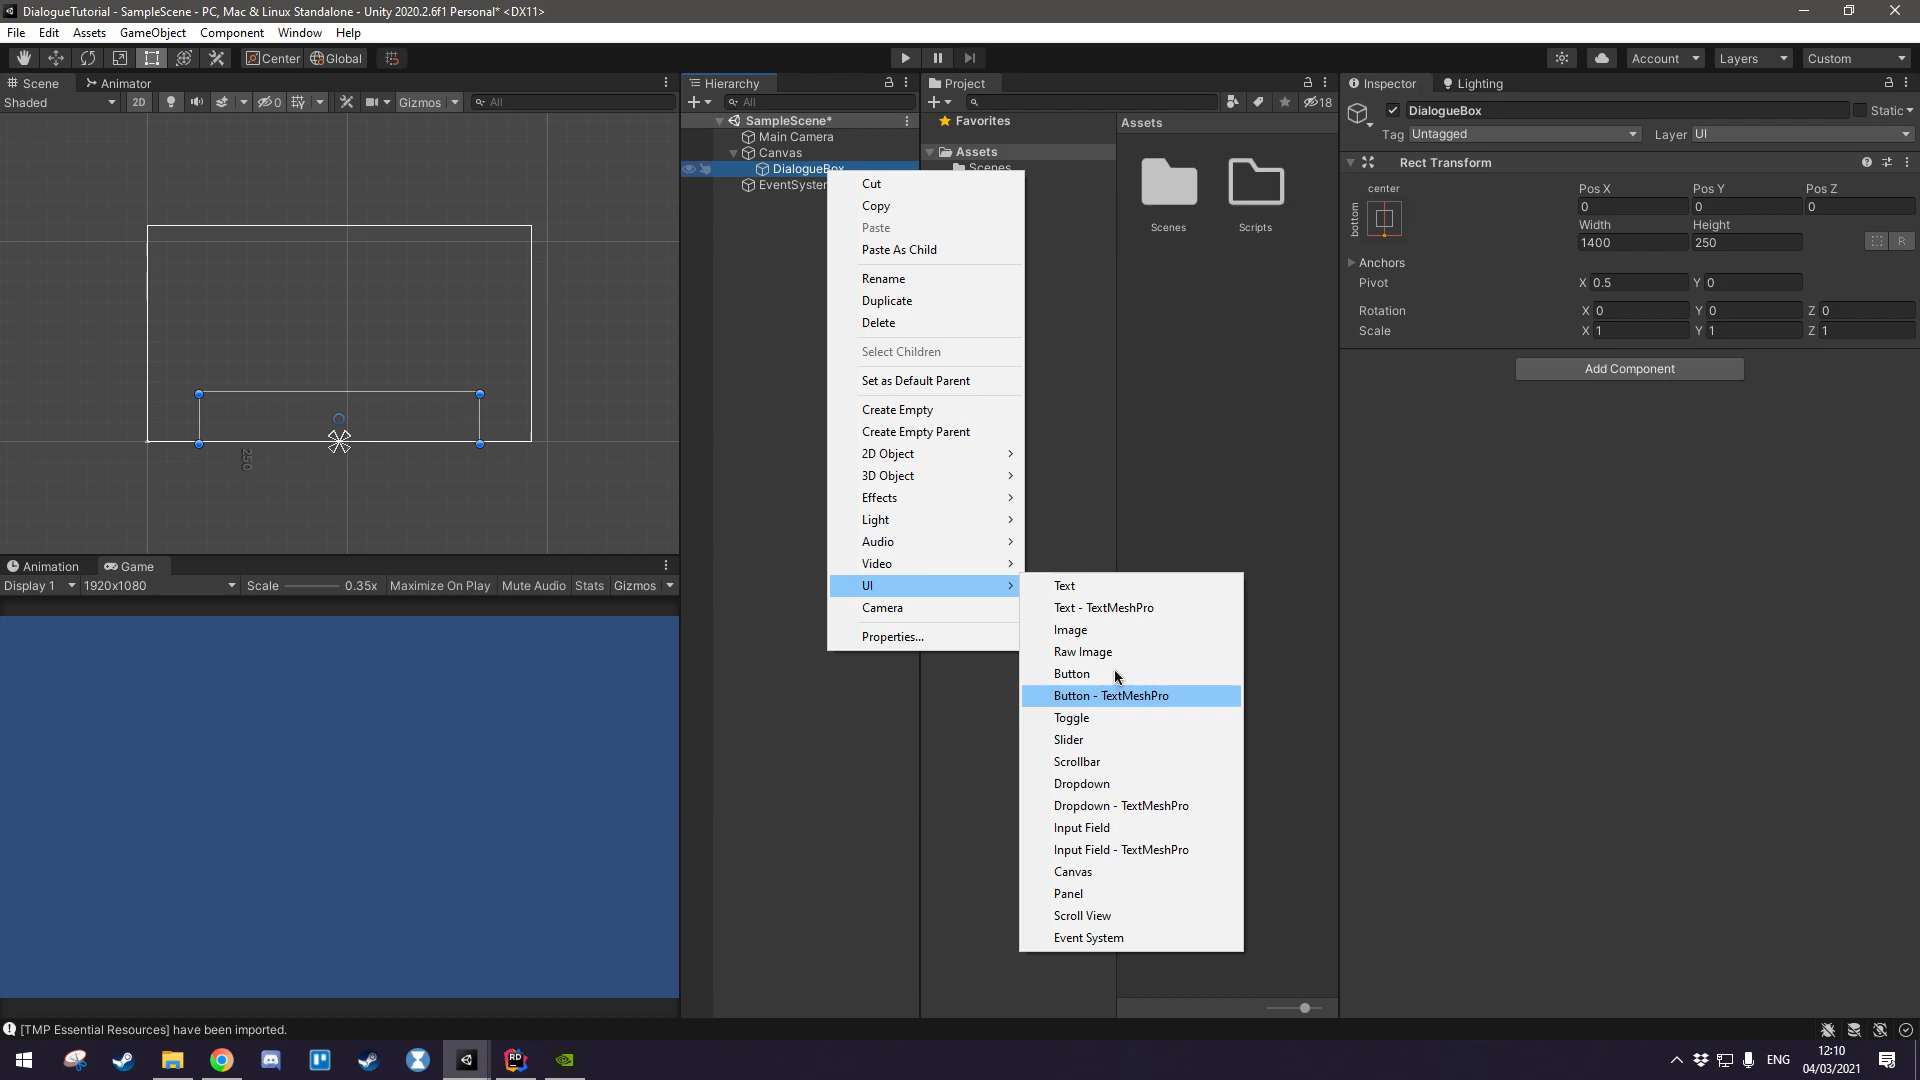 DialogueTutorial - SampleScene - PC, Mac & Linux Standalone - Unity 2020.2.6f1 Personal* <DX11>
File Edit Assets GameObject Component Window Help
Center Global
Account Layers Custom
Scene Animator
Shaded 2D 0 Gizmos All
250
Animation Game
Display 1 1920x1080 Scale 0.35x Maximize On Play Mute Audio Stats Gizmos
Hierarchy
All
SampleScene*
Main Camera
Canvas
DialogueBox
EventSystem
Cut
Copy
Paste
Paste As Child
Rename
Duplicate
Delete
Select Children
Set as Default Parent
Create Empty
Create Empty Parent
2D Object
3D Object
Effects
Light
Audio
Video
UI
Camera
Properties...
Text
Text - TextMeshPro
Image
Raw Image
Button
Button - TextMeshPro
Toggle
Slider
Scrollbar
Dropdown
Dropdown - TextMeshPro
Input Field
Input Field - TextMeshPro
Canvas
Panel
Scroll View
Event System
Project
18
Favorites
Assets
Scenes
Assets
Scenes Scripts
Inspector Lighting
DialogueBox Static
Tag Untagged Layer UI
Rect Transform
center Pos X Pos Y Pos Z
bottom 0 0 0
Width Height
1400 250 R
Anchors
Pivot X 0.5 Y 0
Rotation X 0 Y 0 Z 0
Scale X 1 Y 1 Z 1
Add Component
[TMP Essential Resources] have been imported.
RD
ENG 12:10
04/03/2021